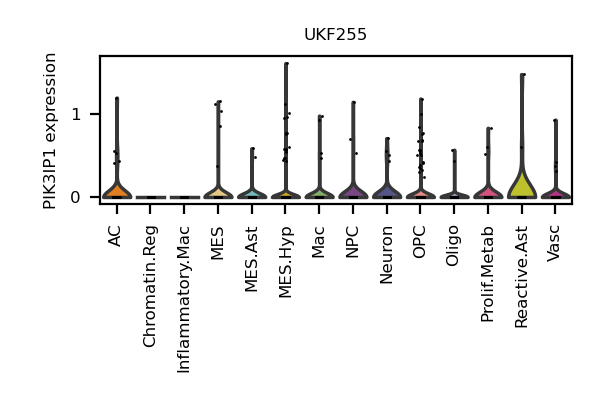 UKF255
PIK3IP1 expression
1
0
AC
Chromatin.Reg
Inflammatory.Mac
MES
MES.Ast
MES.Hyp
Mac
NPC
Neuron
OPC
Oligo
Prolif.Metab
Reactive.Ast
Vasc